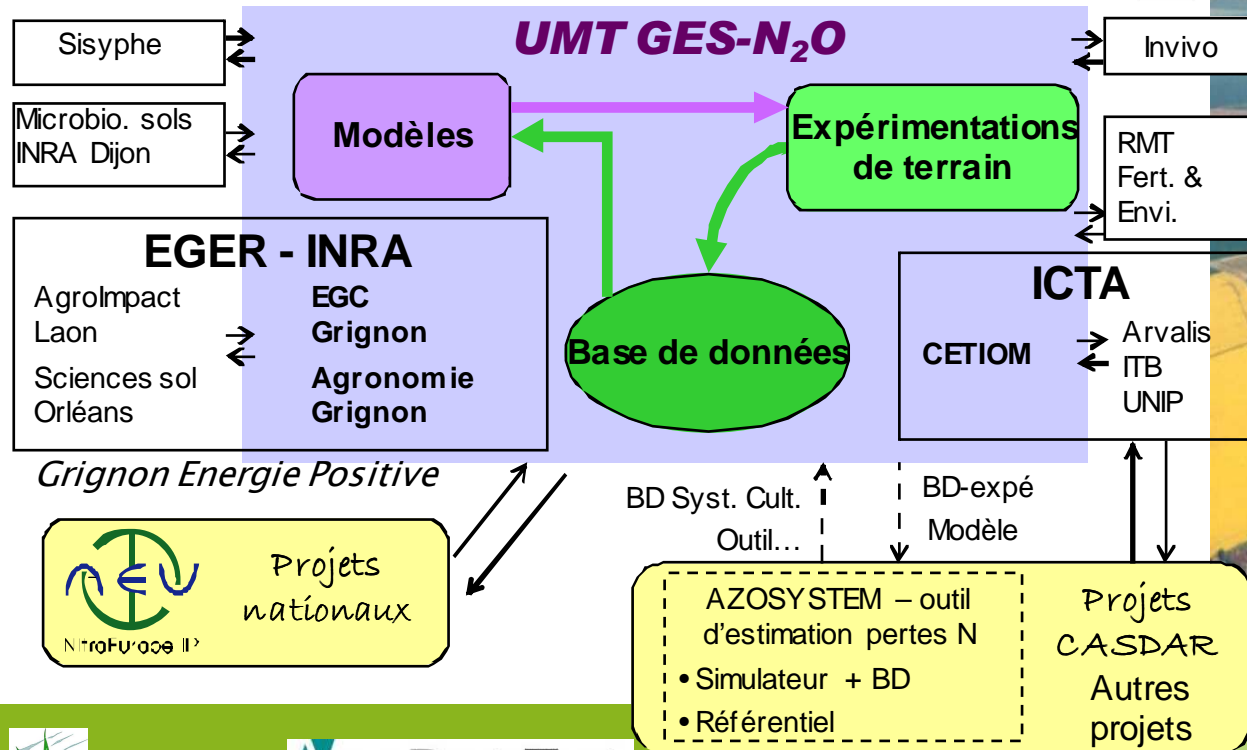 UMT GES-N₂O
Sisyphe
Invivo
Microbio. sols
INRA Dijon
Modèles
Expérimentations
de terrain
RMT
Fert. &
Envi.
EGER - INRA
AgroImpact
Laon
Sciences sol
Orléans
EGC
Grignon
Agronomie
Grignon
Base de données
ICTA
CETIOM
Arvalis
ITB
UNIP
Grignon Energie Positive
BD Syst. Cult.
Outil...
BD-expé
Modèle
NitroEurope IP
Projets
nationaux
AZOSYSTEM – outil
d'estimation pertes N
• Simulateur + BD
• Référentiel
Projets
CASDAR
Autres
projets